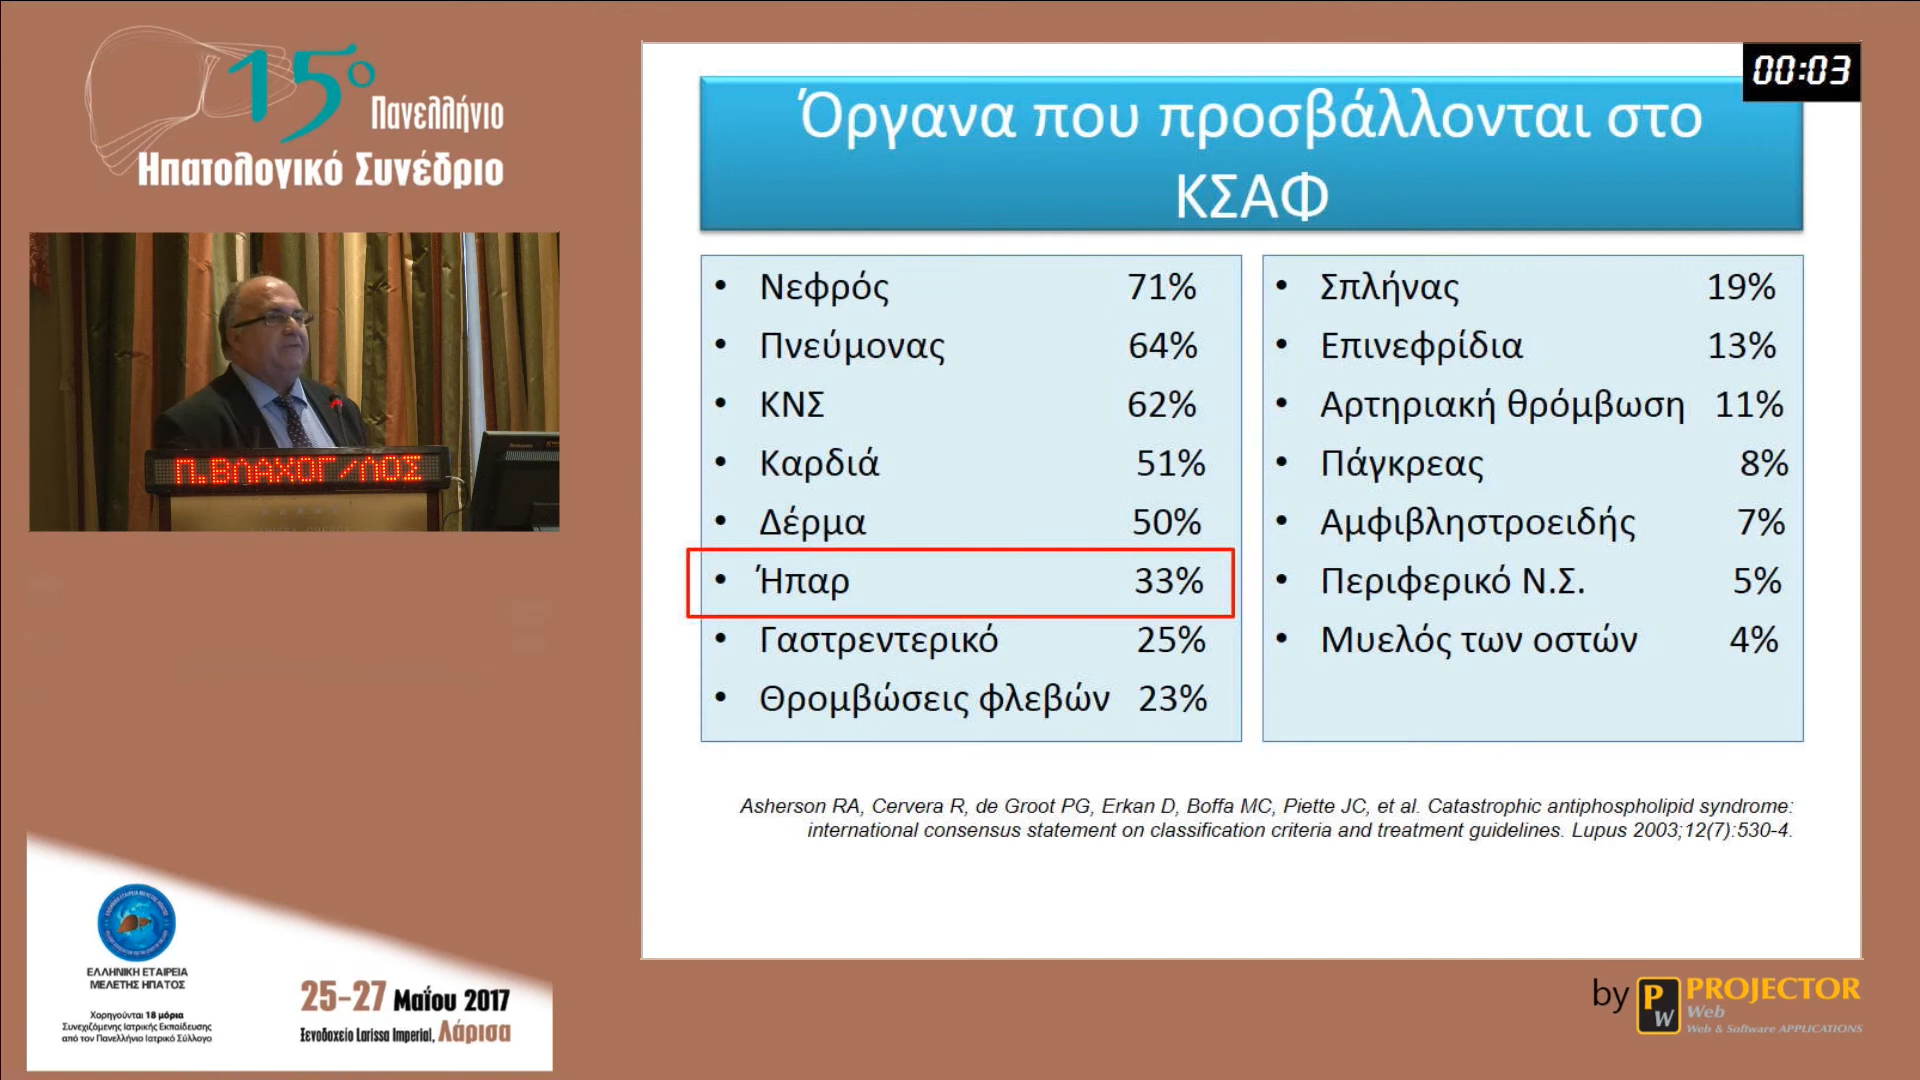 15ο Πανελλήνιο
Ηπατολογικό Συνέδριο
Π.ΒΛΑΧΟΓ/ΛΟΣ
00:03
Όργανα που προσβάλλονται στο
ΚΣΑΦ
• Νεφρός 71%
• Πνεύμονας 64%
• ΚΝΣ 62%
• Καρδιά 51%
• Δέρμα 50%
• Ήπαρ 33%
• Γαστρεντερικό 25%
• Θρομβώσεις φλεβών 23%
• Σπλήνας 19%
• Επινεφρίδια 13%
• Αρτηριακή θρόμβωση 11%
• Πάγκρεας 8%
• Αμφιβληστροειδής 7%
• Περιφερικό Ν.Σ. 5%
• Μυελός των οστών 4%
Asherson RA, Cervera R, de Groot PG, Erkan D, Boffa MC, Piette JC, et al. Catastrophic antiphospholipid syndrome:
international consensus statement on classification criteria and treatment guidelines. Lupus 2003;12(7):530-4.
ΕΛΛΗΝΙΚΗ ΕΤΑΙΡΕΙΑ
ΜΕΛΕΤΗΣ ΗΠΑΤΟΣ
Χορηγούνται 18 μόρια
Συνεχιζόμενης Ιατρικής Εκπαίδευσης
από τον Πανελλήνιο Ιατρικό Σύλλογο
25-27 Μαΐου 2017
Ξενοδοχείο Larissa Imperial, Λάρισα
by PW PROJECTOR
Web
Web & Software APPLICATIONS